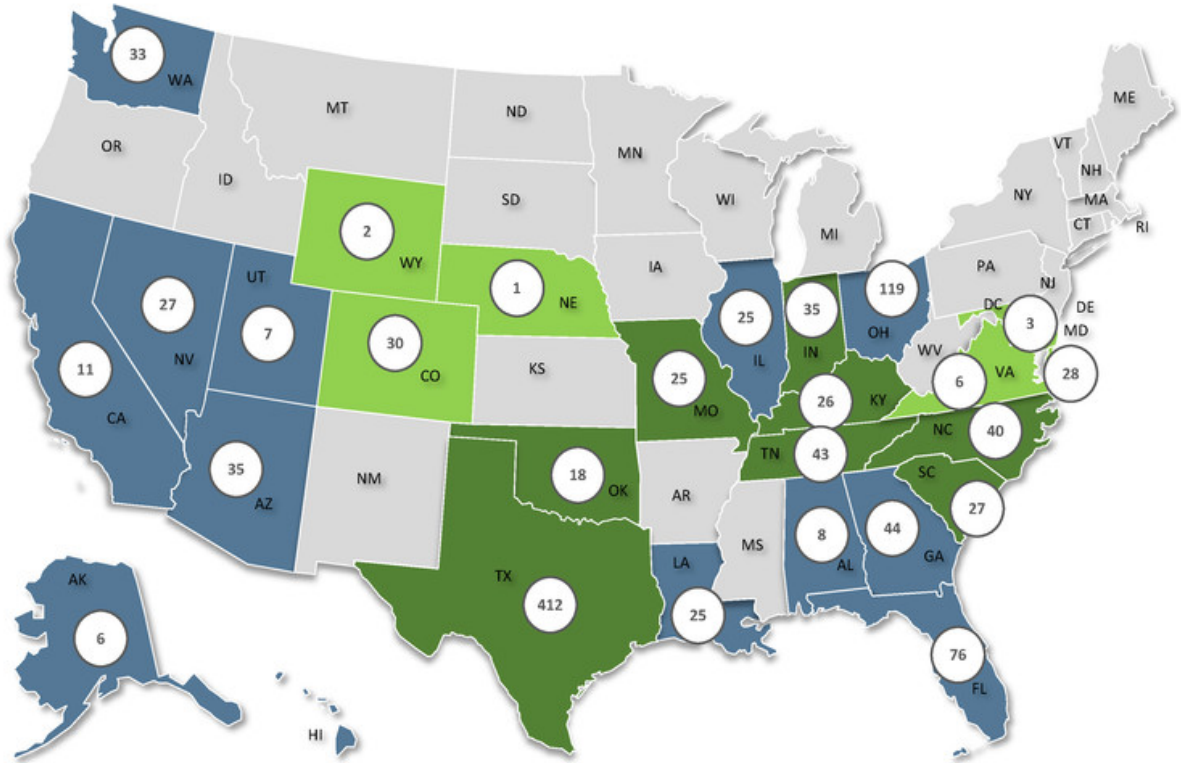 33
WA
MT
ND
MN
ME
VT
NH
OR
ID
SD
WI
MI
NY
MA
CT
RI
2
WY
1
NE
IA
PA
NJ
27
NV
UT
7
30
CO
KS
25
IL
35
IN
119
OH
WV
DC
3
DE
MD
6
VA
28
11
CA
25
MO
26
KY
35
AZ
NM
18
OK
AR
TN
43
NC
40
SC
27
TX
412
LA
25
MS
8
AL
44
GA
AK
6
HI
76
FL